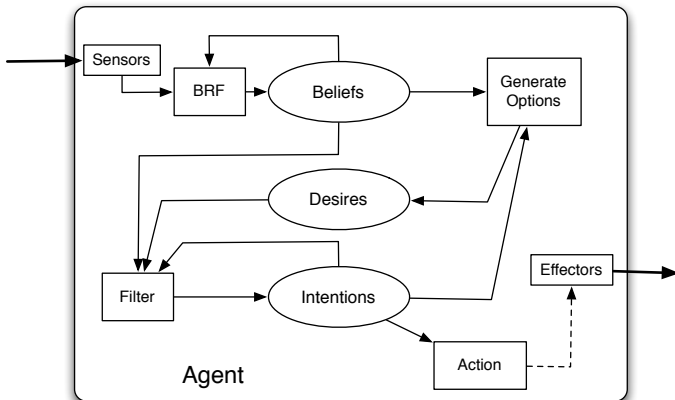 Sensors
BRF
Beliefs
Generate
Options
Desires
Filter
Intentions
Effectors
Action
Agent